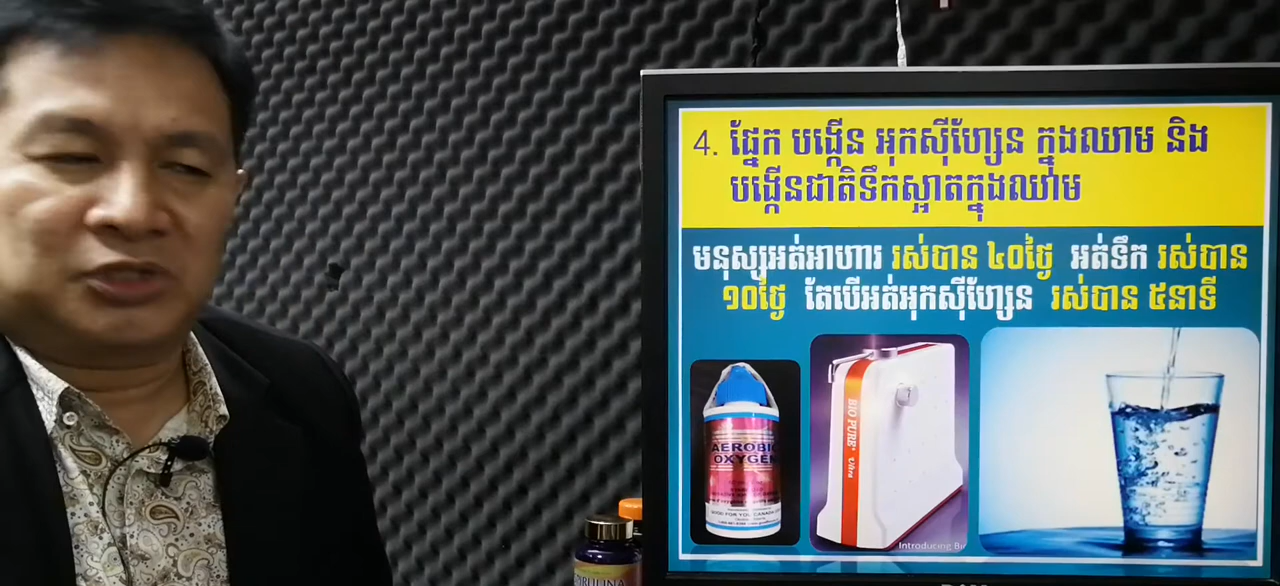 4. ផ្នែក បង្កើន អុកស៊ីហ្សែន ក្នុងឈាម និង
បង្កើនជាតិទឹកស្អាតក្នុងឈាម
មនុស្សអត់អាហារ រស់បាន ៤០ថ្ងៃ អត់ទឹក រស់បាន
១០ថ្ងៃ តែបើអត់អុកស៊ីហ្សែន រស់បាន ៥នាទី
AEROBIC
OXYGEN
BIO PURE+ Ultra
Introducing